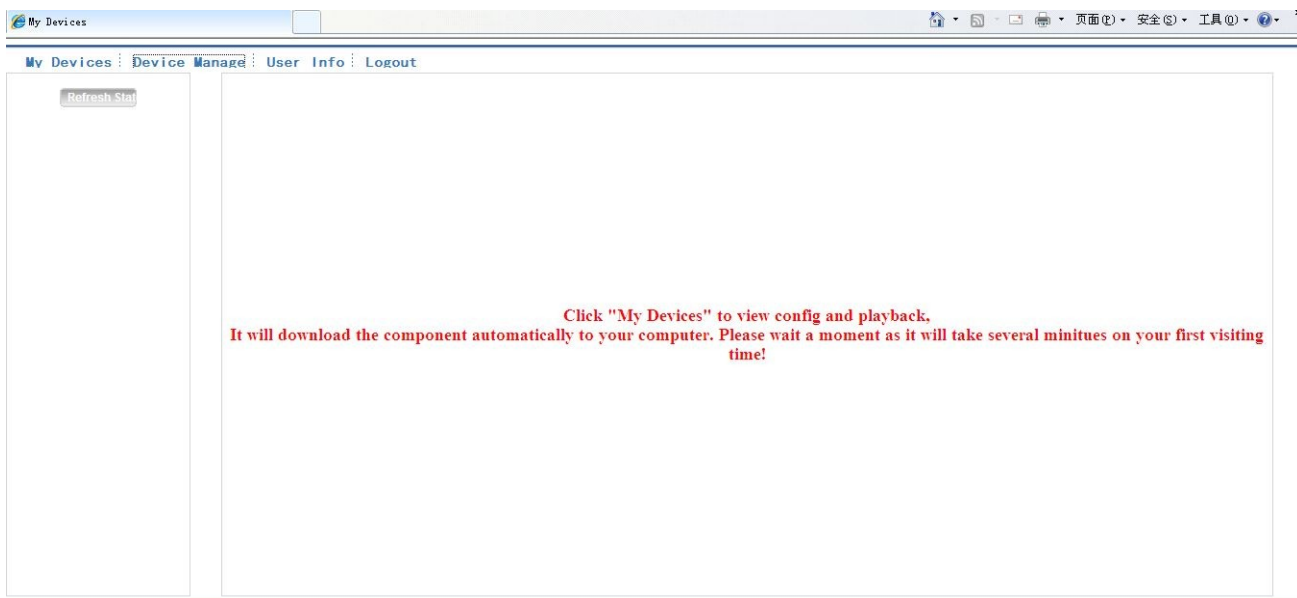 My Devices
页面(P) 安全(S) 工具(O)
My Devices Device Manage User Info Logout
Refresh Stat
Click "My Devices" to view config and playback,
It will download the component automatically to your computer. Please wait a moment as it will take several minitues on your first visiting
time!